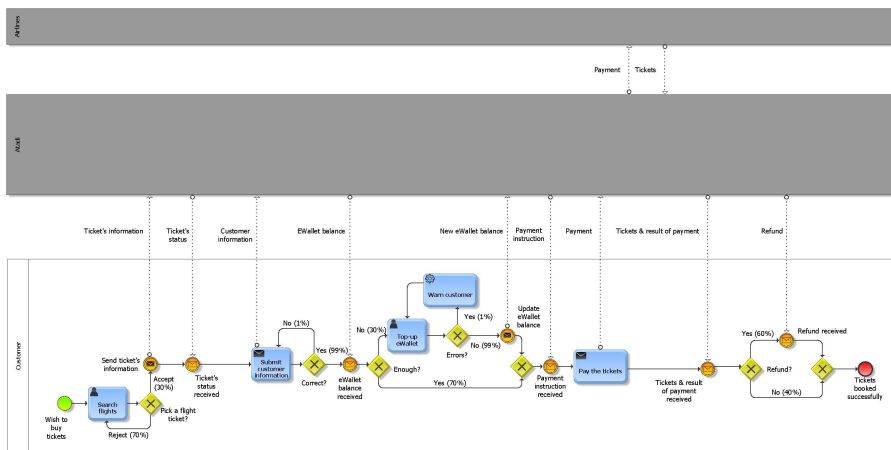 Airlines
Payment
Tickets
Atadi
Ticket's information
Ticket's
status
Customer
information
EWallet balance
New eWallet balance
Payment
instruction
Payment
Tickets & result of payment
Refund
Customer
Warn customer
Update
eWallet
balance
No (1%)
No (30%)
Yes (1%)
Top-up
eWallet
Yes (60%)
Refund received
Yes (99%)
No (99%)
Errors?
Send ticket's
information
Submit
customer
information
Pay the tickets
Accept
(30%)
Ticket's
status
received
Correct?
eWallet
balance
received
Enough?
Yes (70%)
Payment
instruction
received
Tickets & result
of payment
received
Refund?
No (40%)
Tickets
booked
successfully
Search
flights
Pick a flight
ticket?
Wish to
buy
tickets
Reject (70%)